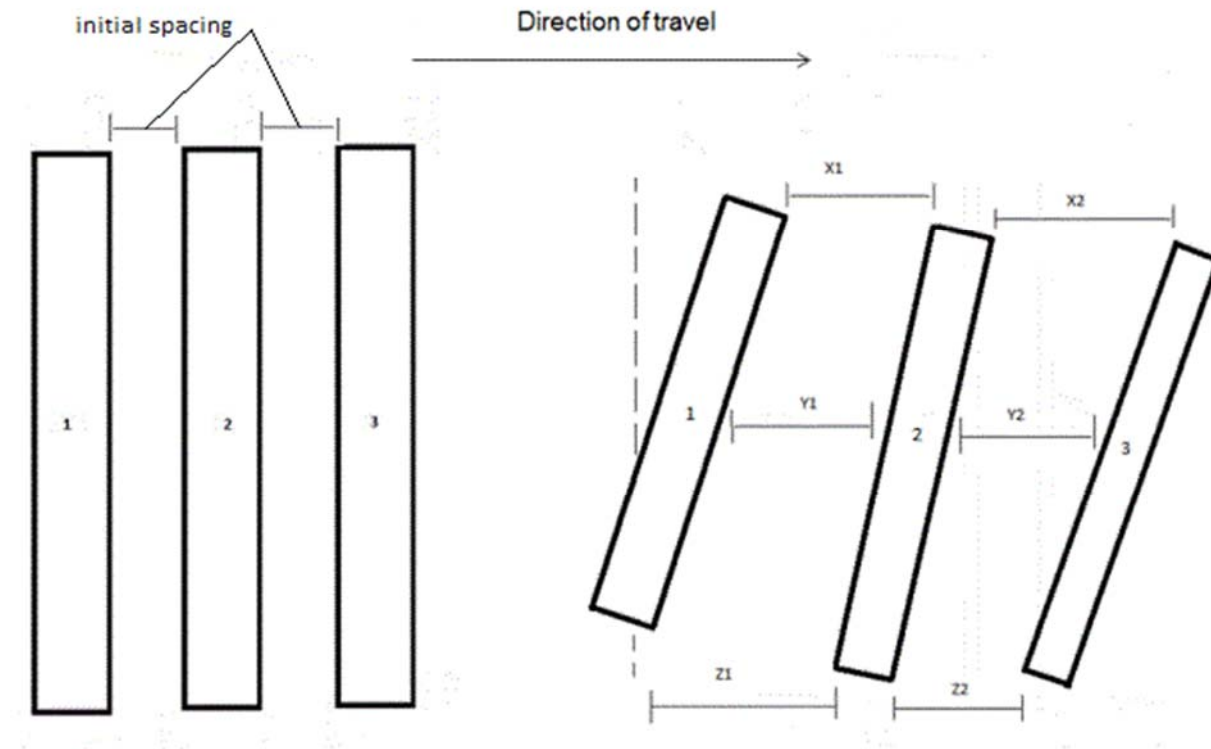 initial spacing
Direction of travel
X1
X2
1
2
3
1
Y1
2
Y2
3
Z1
Z2